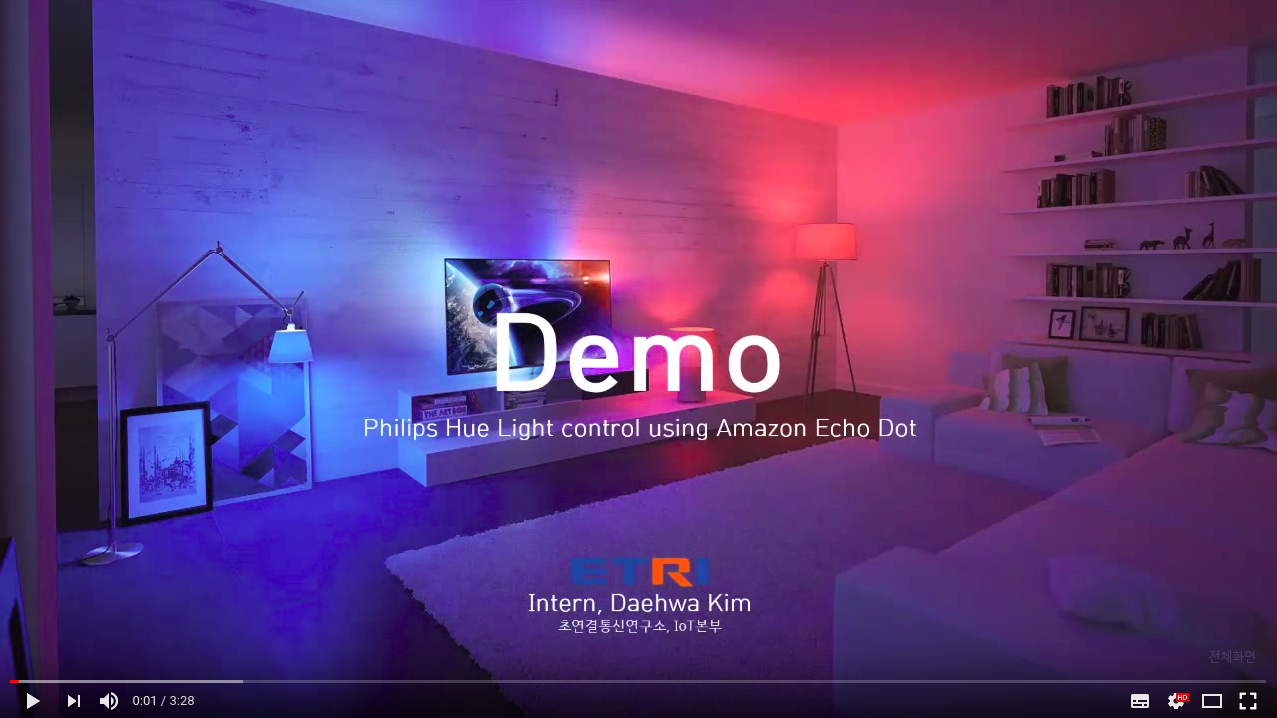 Demo
Philips Hue Light control using Amazon Echo Dot
ETRI
Intern, Daehwa Kim
초연결통신연구소, IoT본부
전체화면
0:01 / 3:28
HD